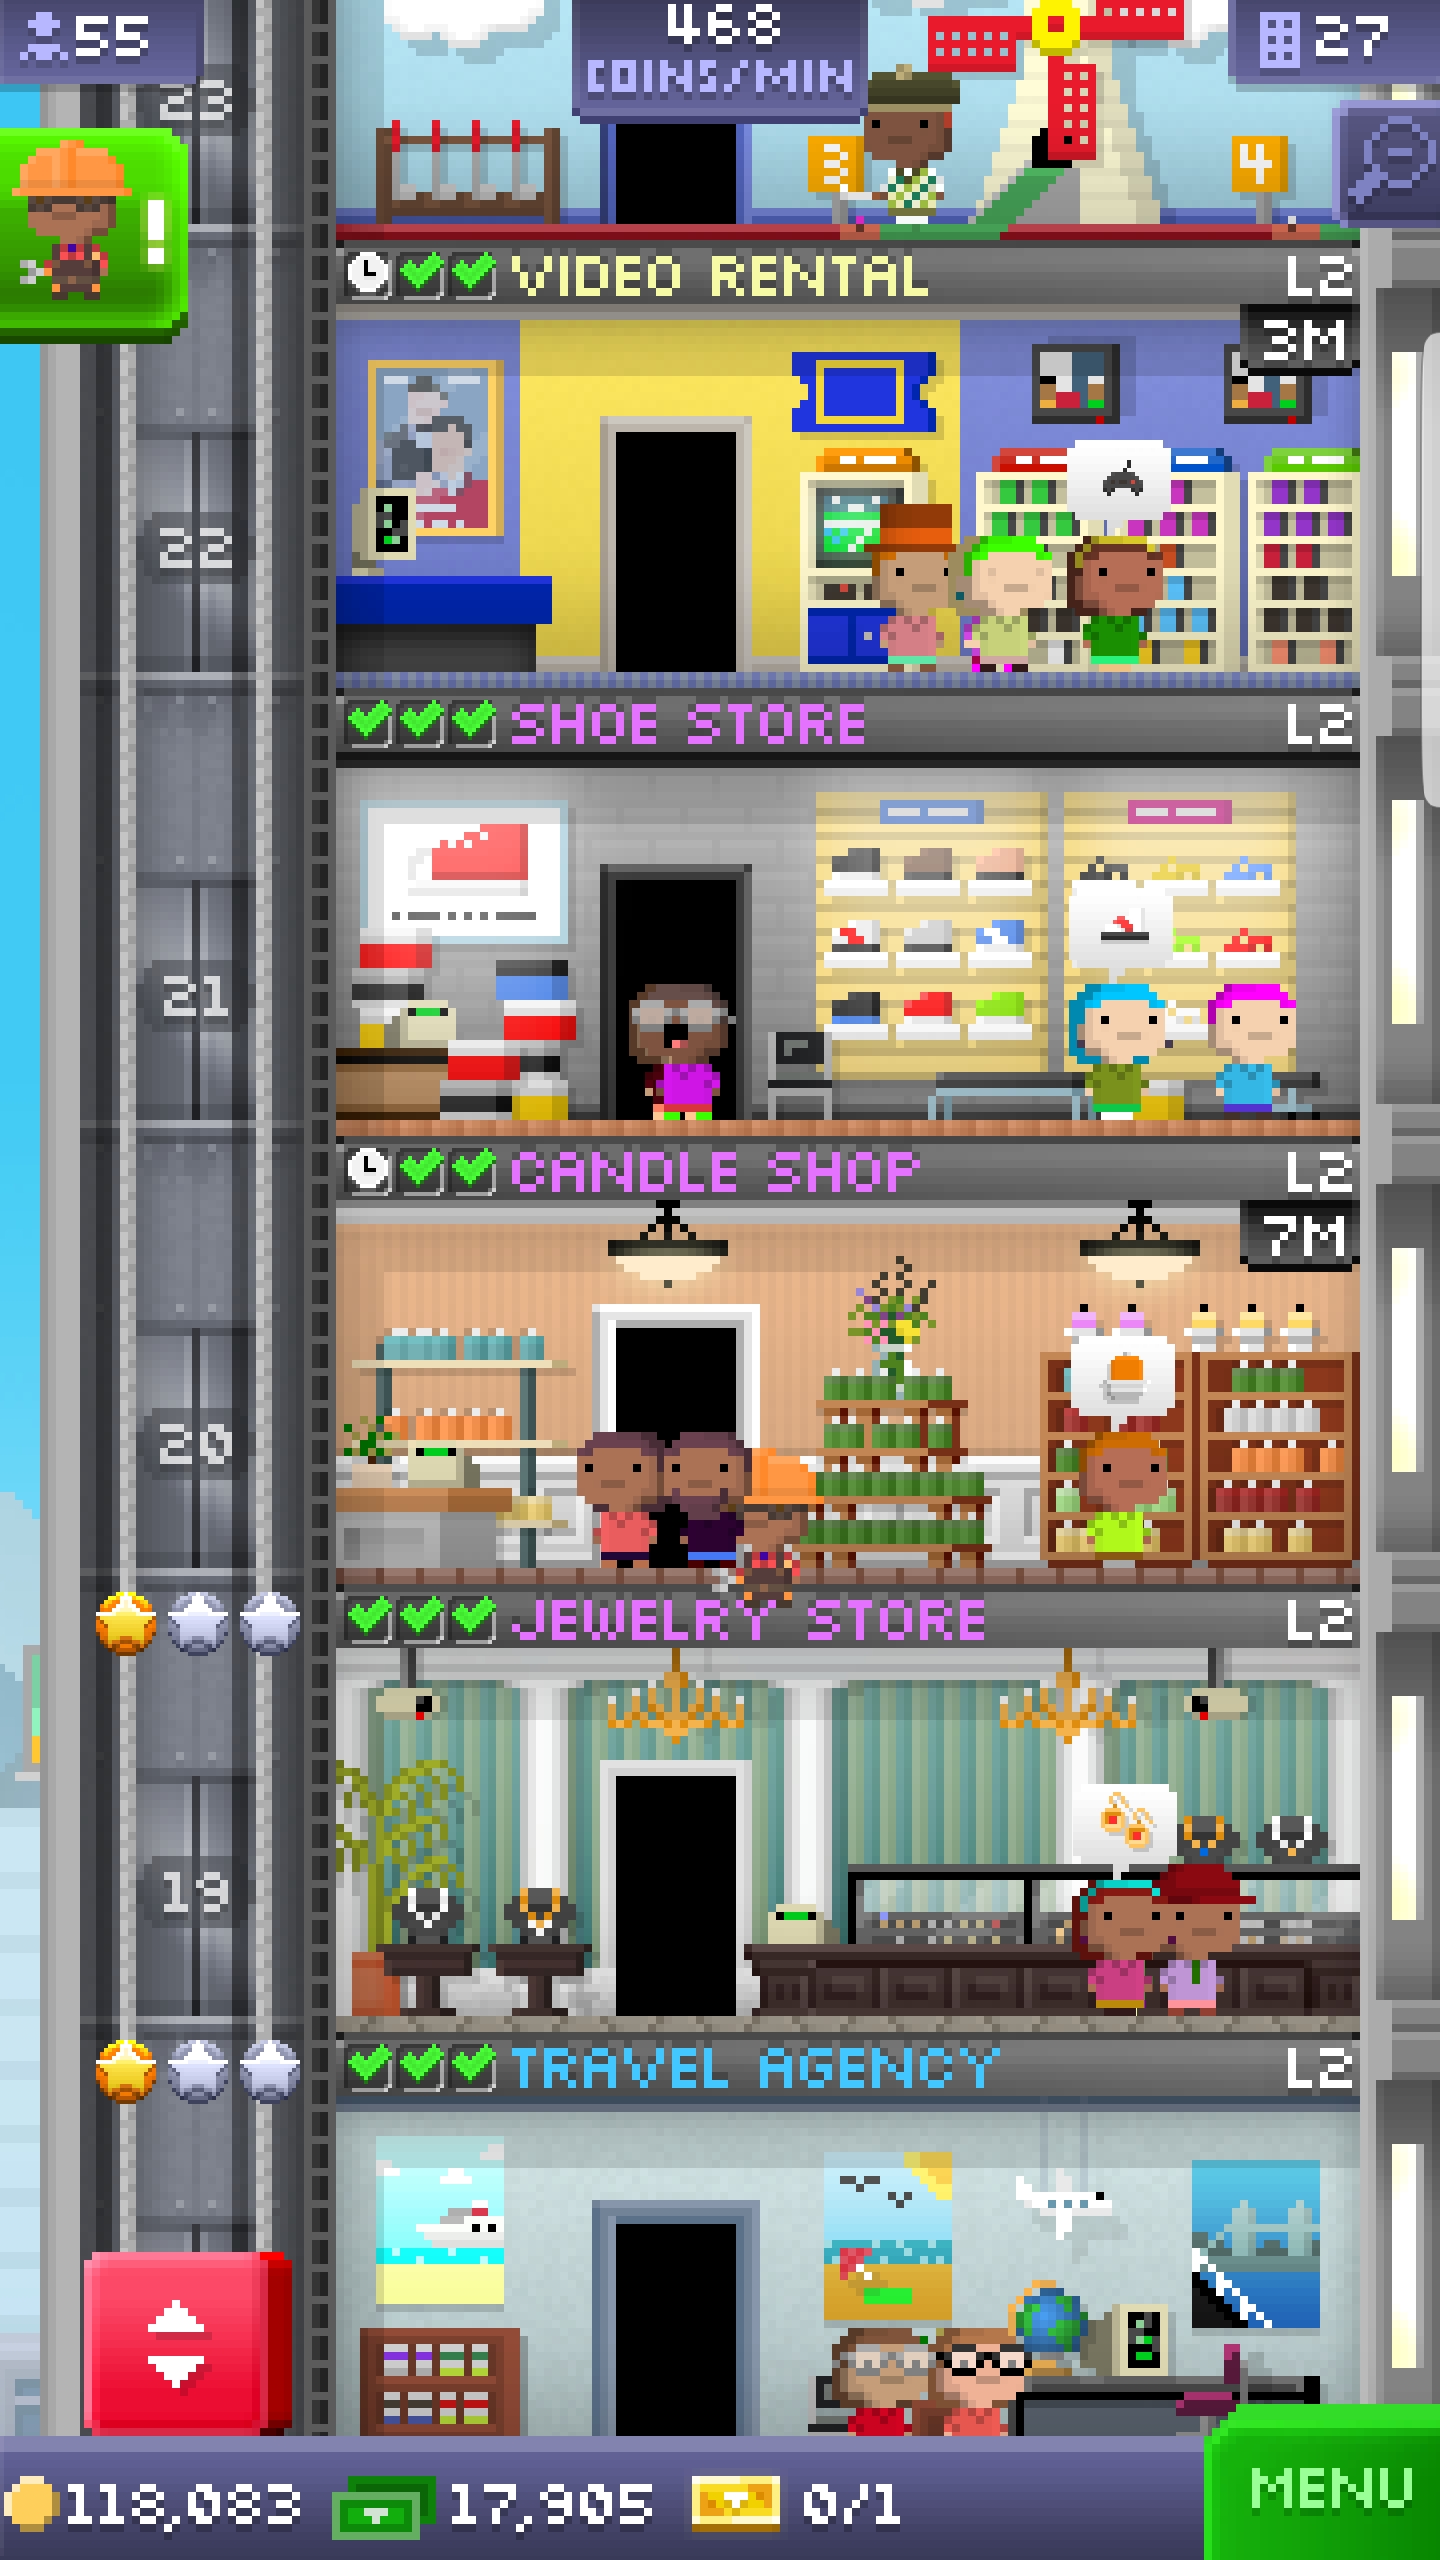 55
468
COINS/MIN
27
23
!
3
4
VIDEO RENTAL
L2
3M
22
SHOE STORE
L2
21
CANDLE SHOP
L2
7M
20
JEWELRY STORE
L2
19
TRAVEL AGENCY
L2
118,083
17,905
0/1
MENU